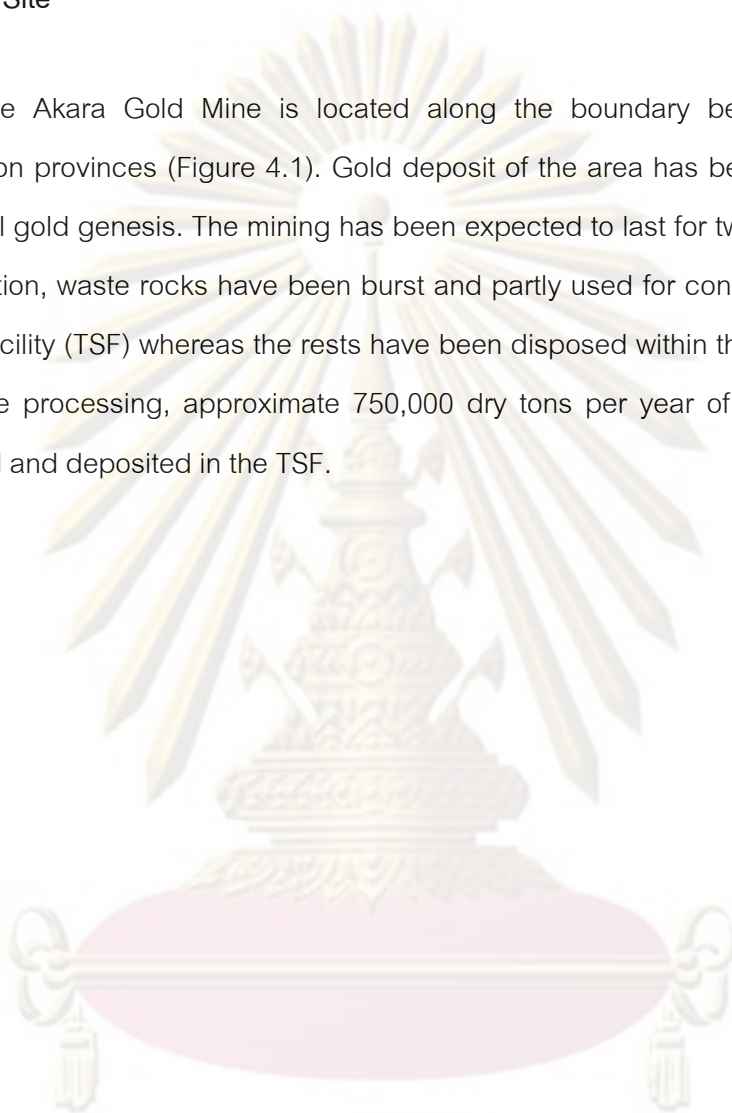 Site
e Akara Gold Mine is located along the boundary be
on provinces (Figure 4.1). Gold deposit of the area has be
l gold genesis. The mining has been expected to last for tw
tion, waste rocks have been burst and partly used for con
cility (TSF) whereas the rests have been disposed within th
e processing, approximate 750,000 dry tons per year of
and deposited in the TSF.